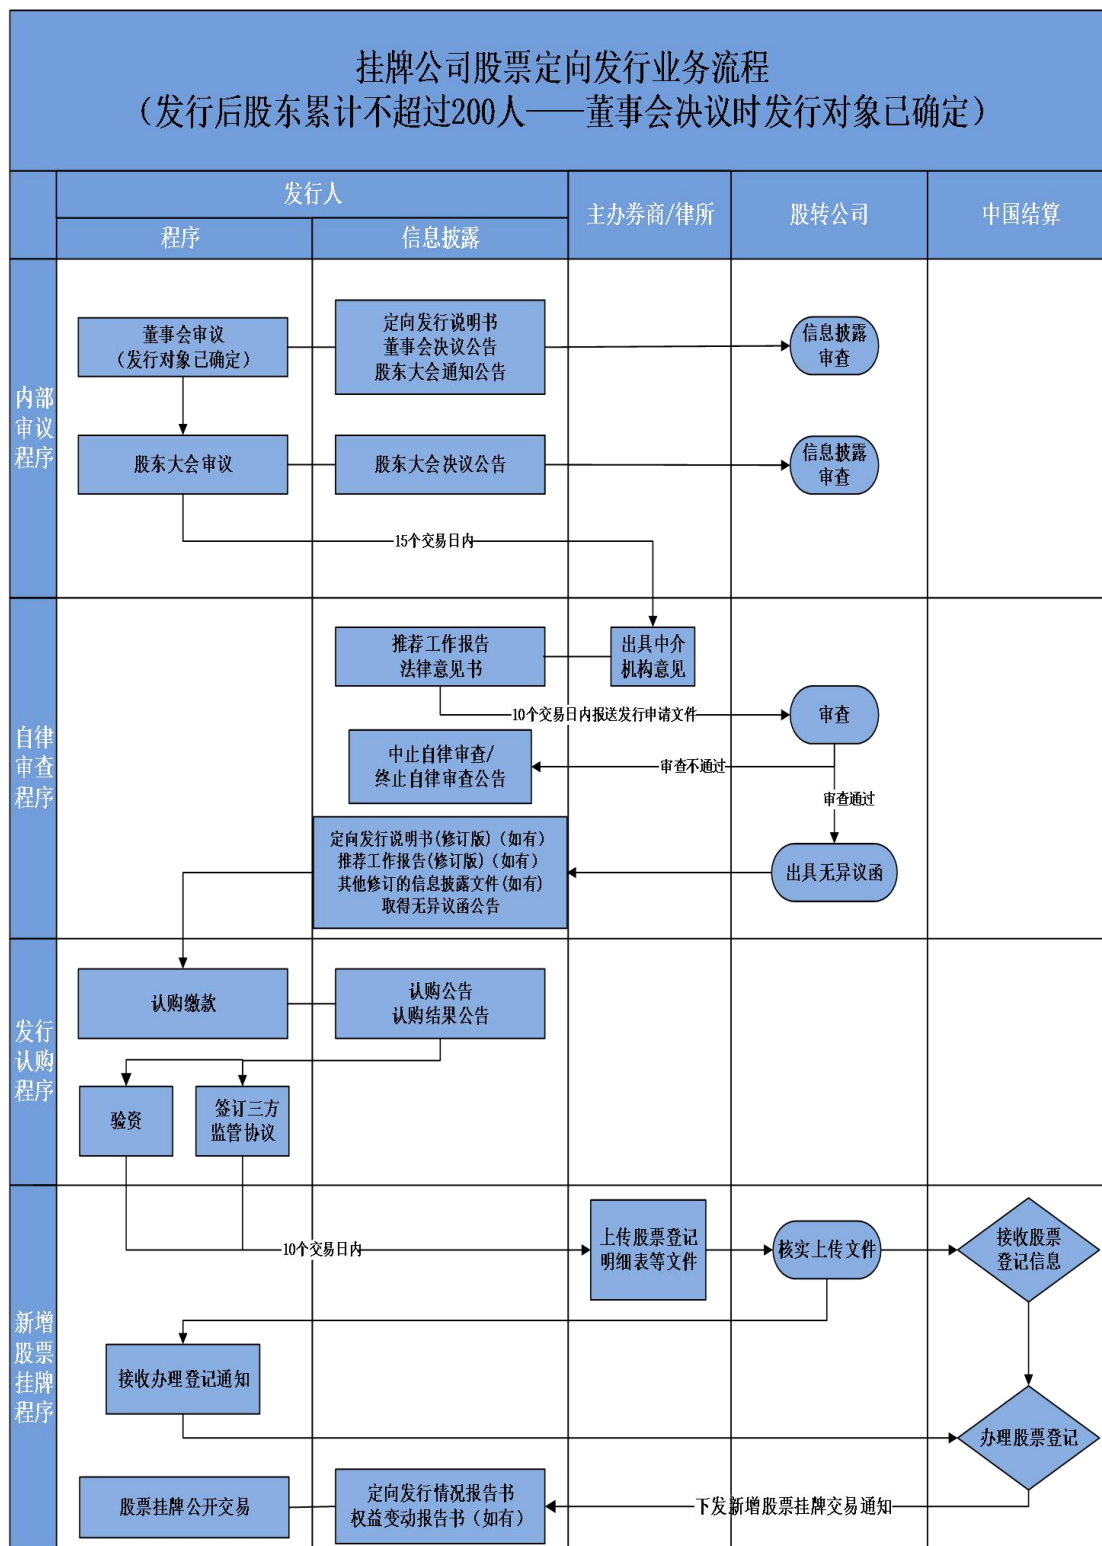 挂牌公司股票定向发行业务流程
（发行后股东累计不超过200人——董事会决议时发行对象已确定）
发行人
主办券商/律所
股转公司
中国结算
程序
信息披露
内部
审议
程序
董事会审议
（发行对象已确定）
定向发行说明书
董事会决议公告
股东大会通知公告
信息披露
审查
股东大会审议
股东大会决议公告
信息披露
审查
15个交易日内
自律
审查
程序
推荐工作报告
法律意见书
出具中介
机构意见
10个交易日内报送发行申请文件
审查
中止自律审查/
终止自律审查公告
审查不通过
审查通过
定向发行说明书(修订版)（如有）
推荐工作报告(修订版)（如有）
其他修订的信息披露文件(如有)
取得无异议函公告
出具无异议函
发行
认购
程序
认购缴款
认购公告
认购结果公告
验资
签订三方
监管协议
新增
股票
挂牌
程序
10个交易日内
上传股票登记
明细表等文件
核实上传文件
接收股票
登记信息
接收办理登记通知
办理股票登记
股票挂牌公开交易
定向发行情况报告书
权益变动报告书（如有）
下发新增股票挂牌交易通知